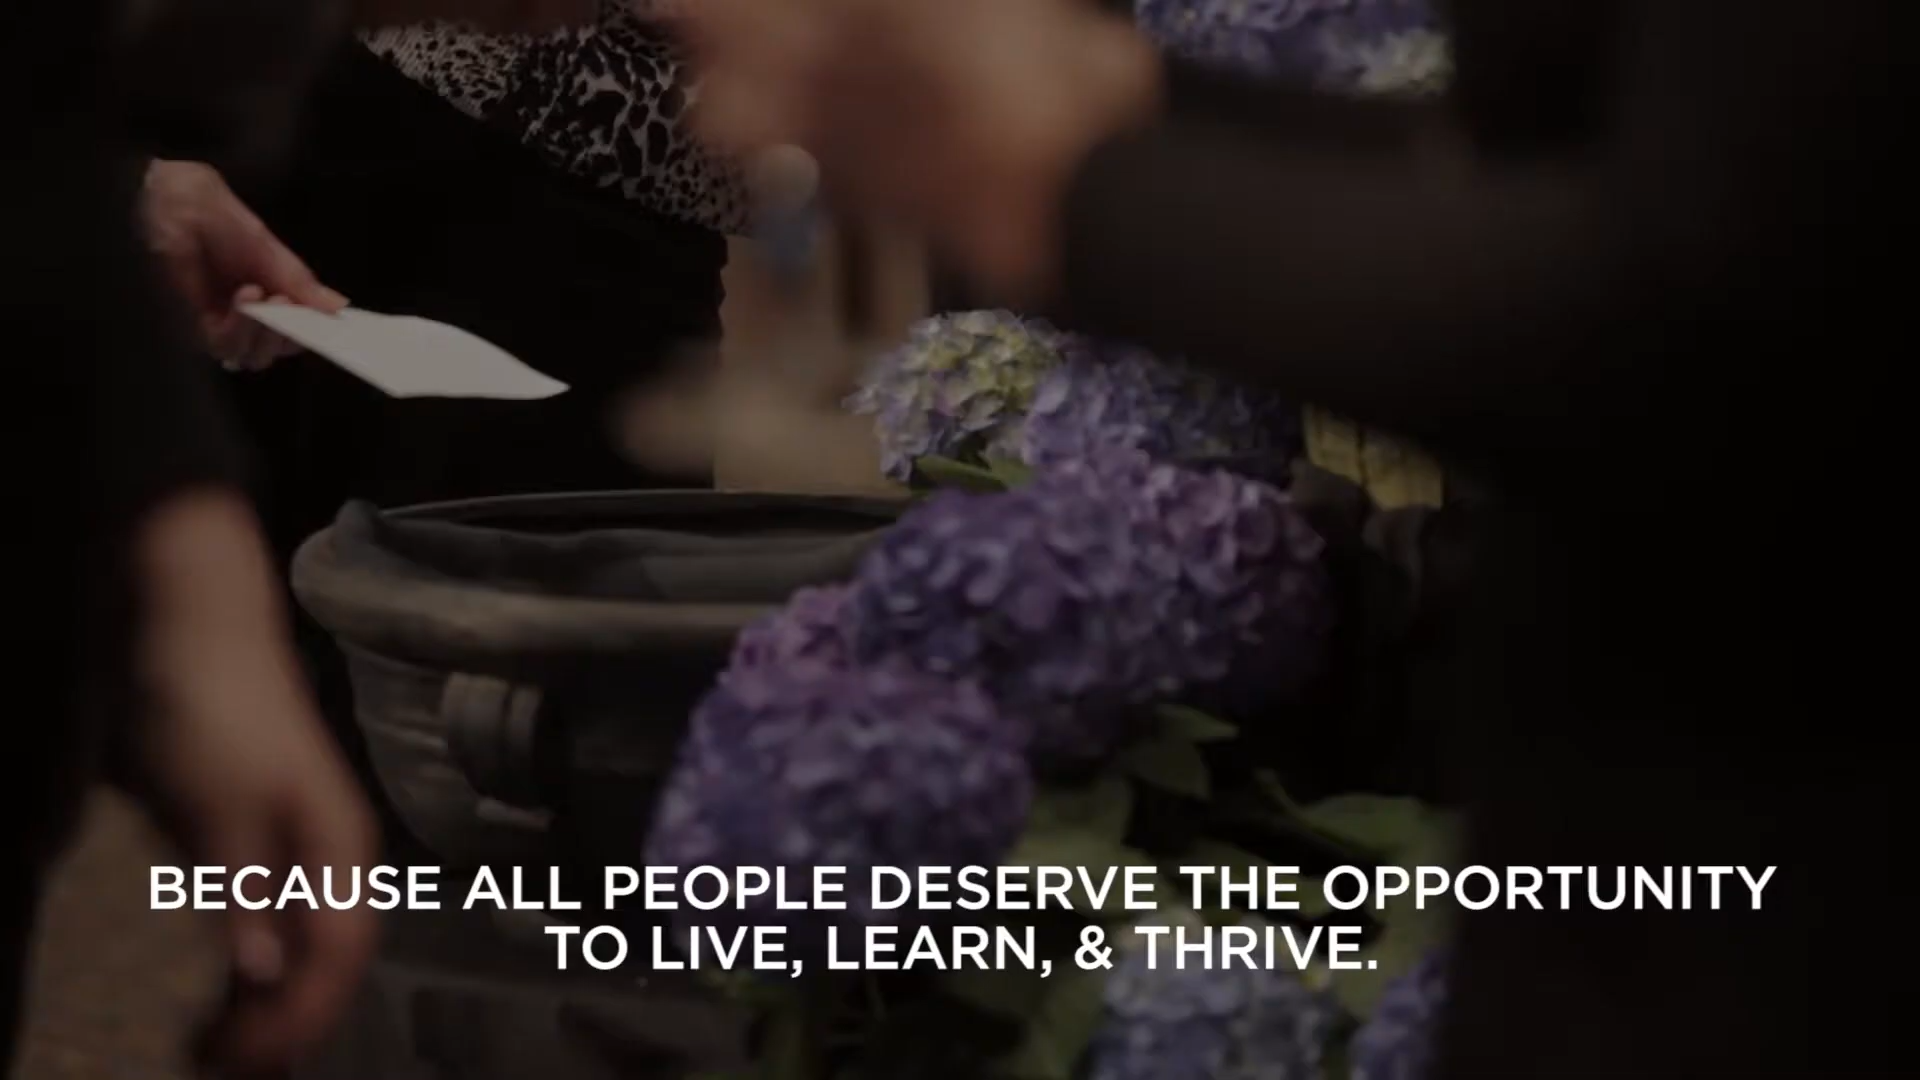 BECAUSE ALL PEOPLE DESERVE THE OPPORTUNITY
TO LIVE, LEARN, & THRIVE.